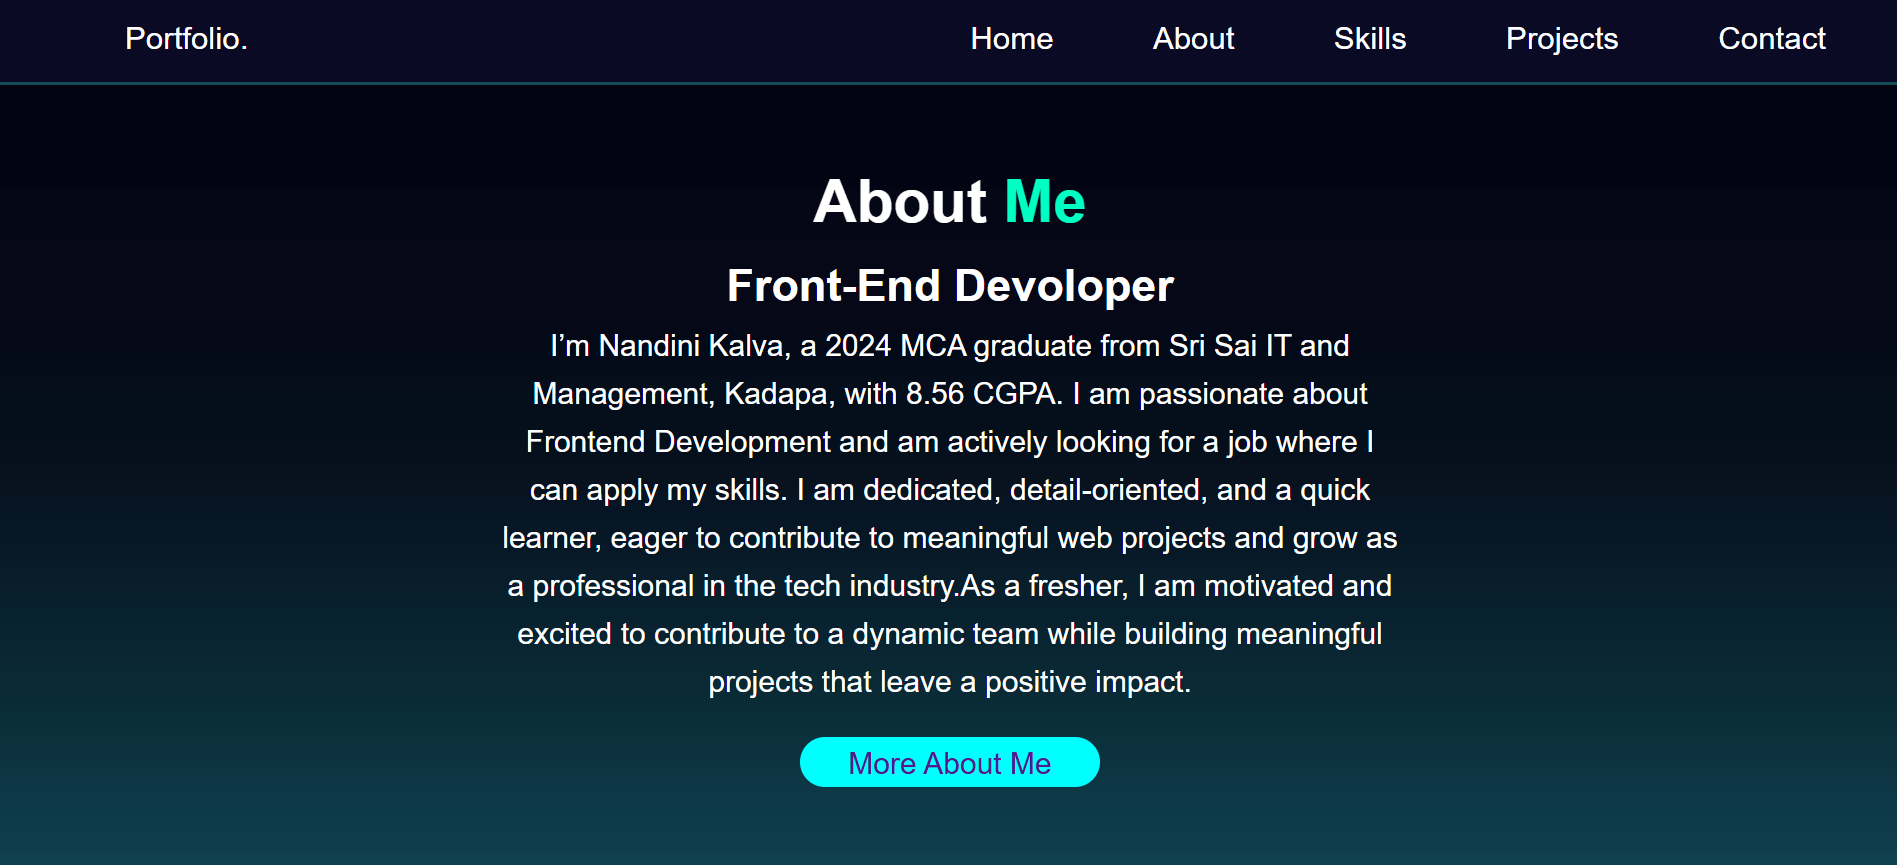 Portfolio.
Home
About
Skills
Projects
Contact
About Me
Front-End Devoloper
I’m Nandini Kalva, a 2024 MCA graduate from Sri Sai IT and
Management, Kadapa, with 8.56 CGPA. I am passionate about
Frontend Development and am actively looking for a job where I
can apply my skills. I am dedicated, detail-oriented, and a quick
learner, eager to contribute to meaningful web projects and grow as
a professional in the tech industry.As a fresher, I am motivated and
excited to contribute to a dynamic team while building meaningful
projects that leave a positive impact.
More About Me